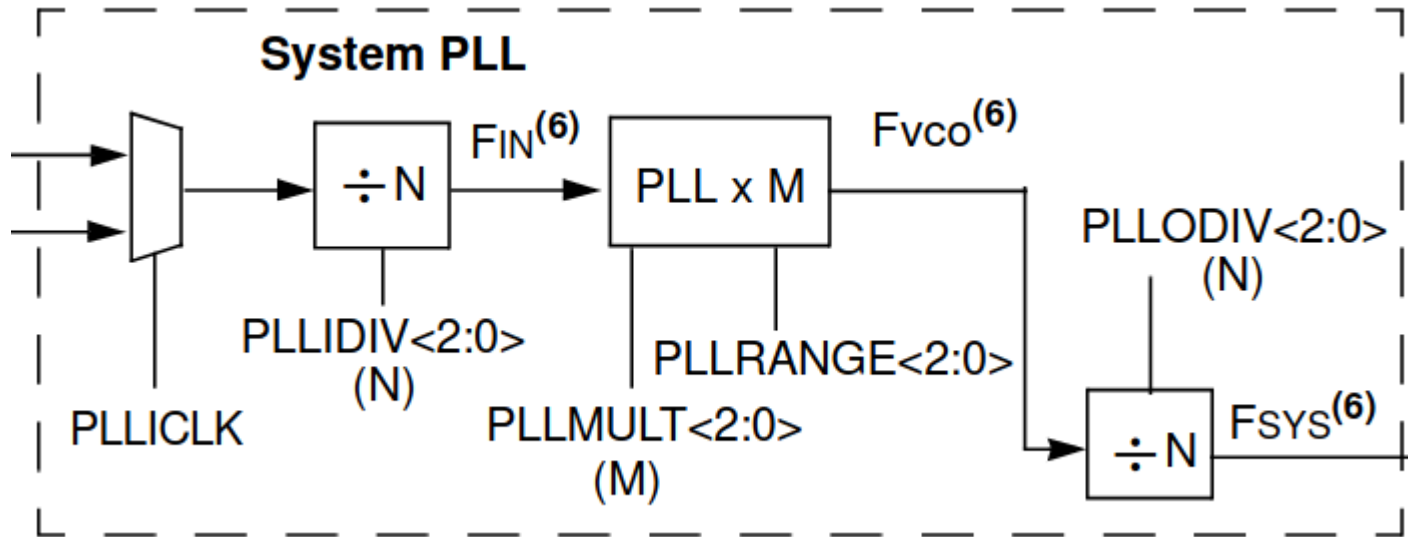 System PLL
÷ N
FIN(6)
PLL x M
Fvco(6)
PLLODIV<2:0>
(N)
PLLICLK
PLLIDIV<2:0>
(N)
PLLMULT<2:0>
(M)
PLLRANGE<2:0>
÷ N
FSYS(6)